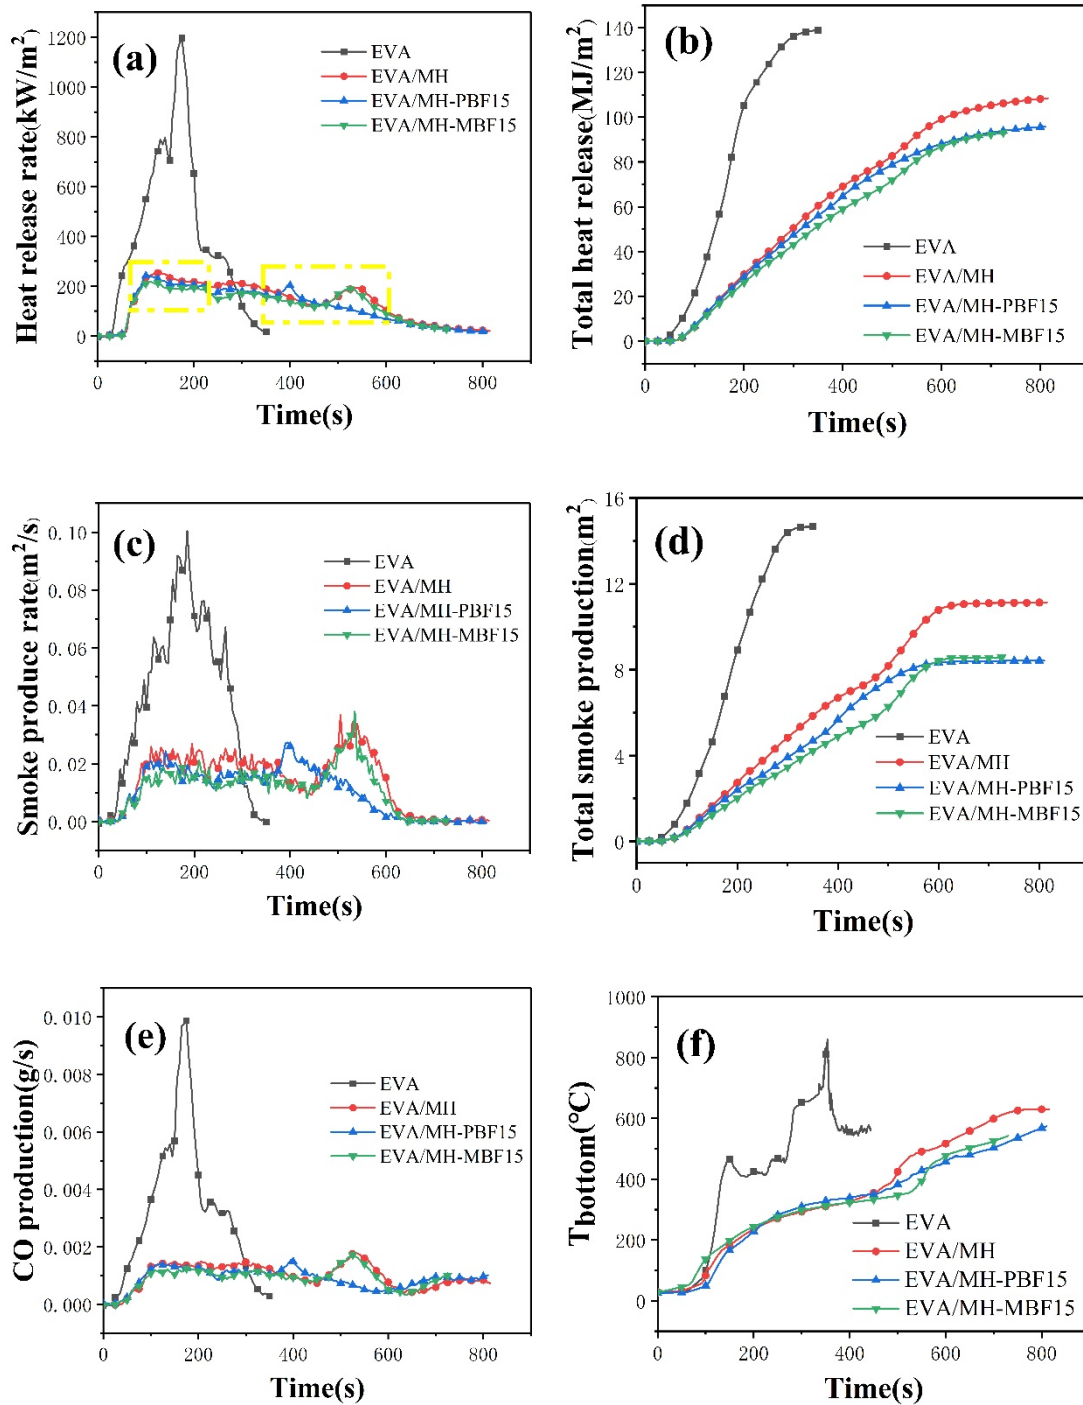 (a)
Heat release rate(kW/m²)
1200
1000
800
600
400
200
0
EVA
EVA/MH
EVA/MH-PBF15
EVA/MH-MBF15
0 200 400 600 800
Time(s)
(b)
Total heat release(MJ/m²)
140
120
100
80
60
40
20
0
EVA
EVA/MH
EVA/MH-PBF15
EVA/MH-MBF15
0 200 400 600 800
Time(s)
(c)
Smoke produce rate(m²/s)
0.10
0.08
0.06
0.04
0.02
0.00
EVA
EVA/MH
EVA/MH-PBF15
EVA/MH-MBF15
0 200 400 600 800
Time(s)
(d)
Total smoke production(m²)
16
12
8
4
0
EVA
EVA/MH
EVA/MH-PBF15
EVA/MH-MBF15
200 400 600 800
Time(s)
(e)
CO production(g/s)
0.010
0.008
0.006
0.004
0.002
0.000
EVA
EVA/MH
EVA/MH-PBF15
EVA/MH-MBF15
0 200 400 600 800
Time(s)
(f)
Tbottom(°C)
1000
800
600
400
200
0
EVA
EVA/MH
EVA/MH-PBF15
EVA/MH-MBF15
0 200 400 600 800
Time(s)